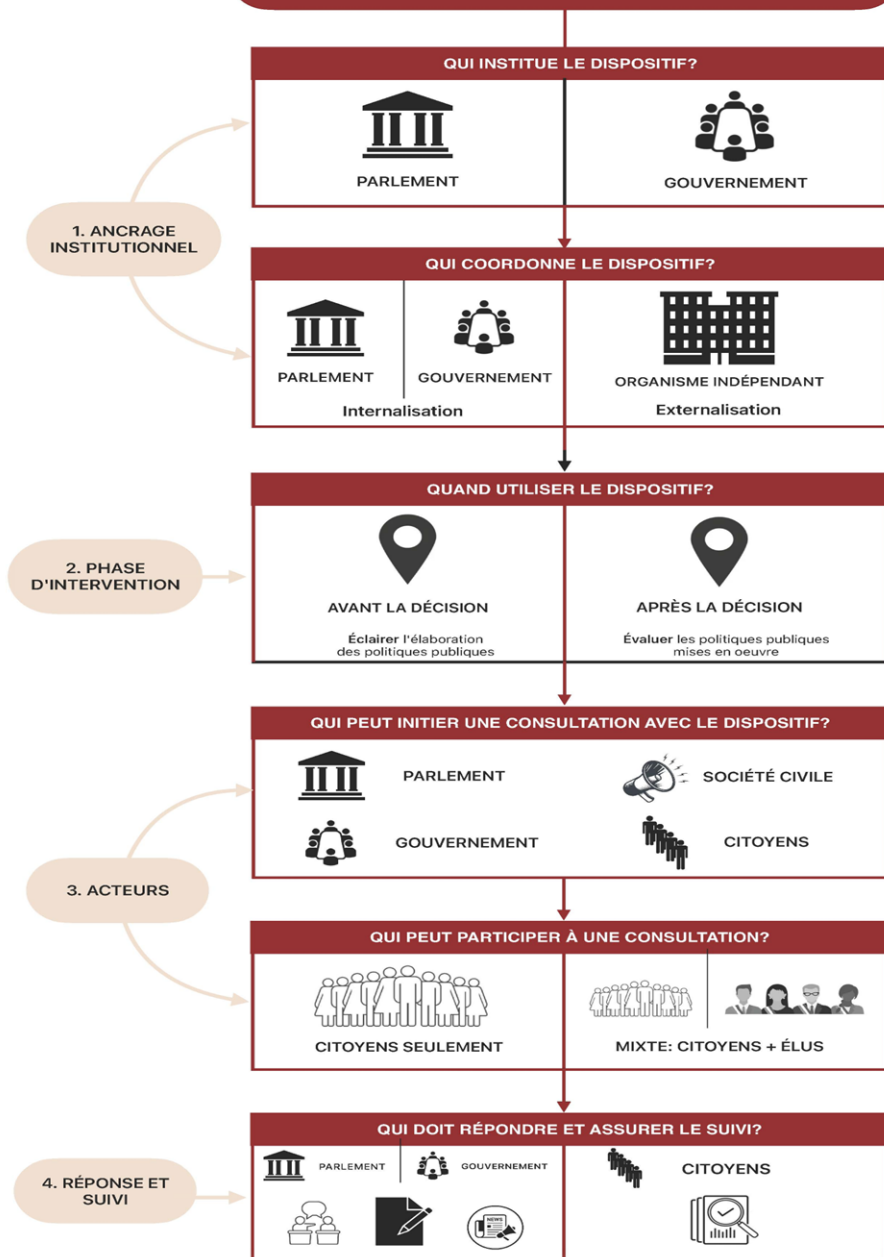 QUI INSTITUE LE DISPOSITIF?
PARLEMENT
GOUVERNEMENT
1. ANCRAGE
INSTITUTIONNEL
QUI COORDONNE LE DISPOSITIF?
PARLEMENT
GOUVERNEMENT
Internalisation
ORGANISME INDÉPENDANT
Externalisation
QUAND UTILISER LE DISPOSITIF?
2. PHASE
D'INTERVENTION
AVANT LA DÉCISION
Éclairer l'élaboration
des politiques publiques
APRÈS LA DÉCISION
Évaluer les politiques publiques
mises en oeuvre
QUI PEUT INITIER UNE CONSULTATION AVEC LE DISPOSITIF?
PARLEMENT
SOCIÉTÉ CIVILE
GOUVERNEMENT
CITOYENS
3. ACTEURS
QUI PEUT PARTICIPER À UNE CONSULTATION?
CITOYENS SEULEMENT
MIXTE: CITOYENS + ÉLUS
QUI DOIT RÉPONDRE ET ASSURER LE SUIVI?
4. RÉPONSE ET
SUIVI
PARLEMENT
GOUVERNEMENT
CITOYENS
NEWS